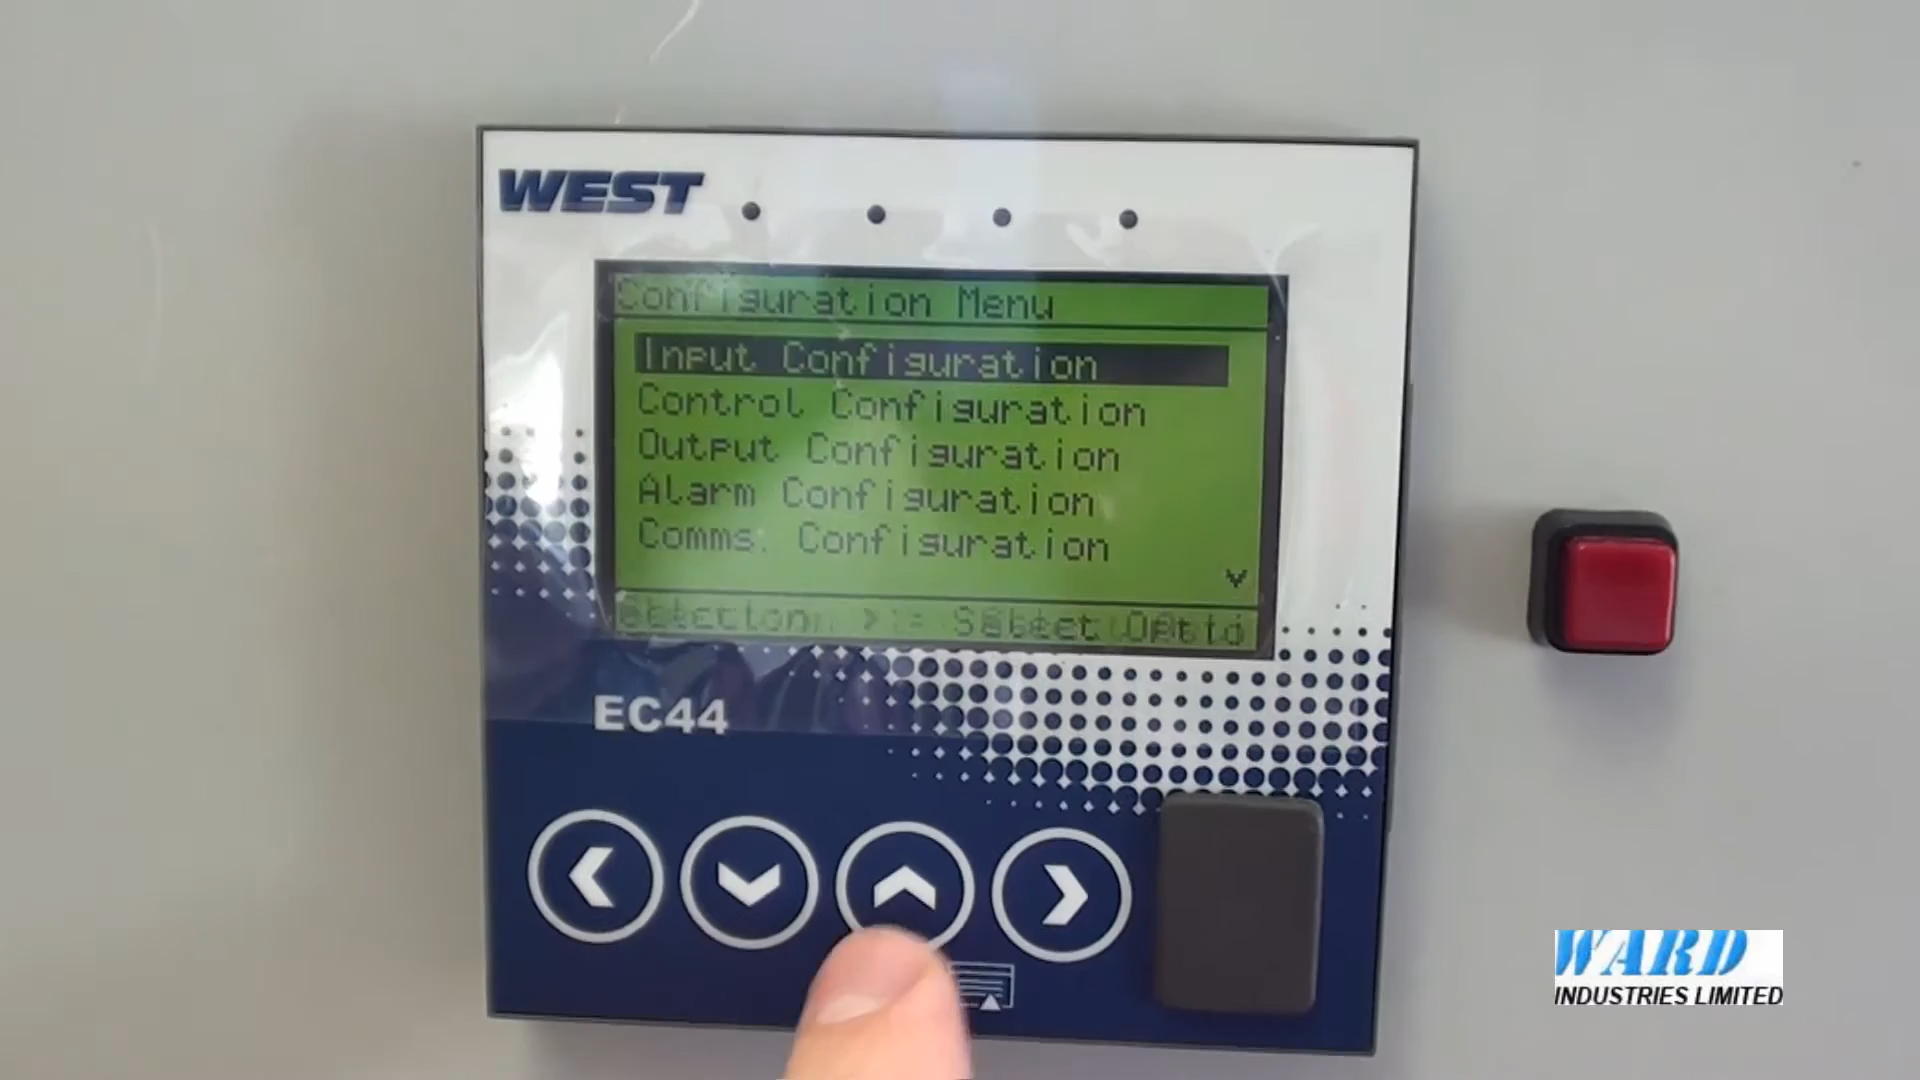 WEST
Configuration Menu
Input Configuration
Control Configuration
Output Configuration
Alarm Configuration
Comms. Configuration
EC44
WARD
INDUSTRIES LIMITED